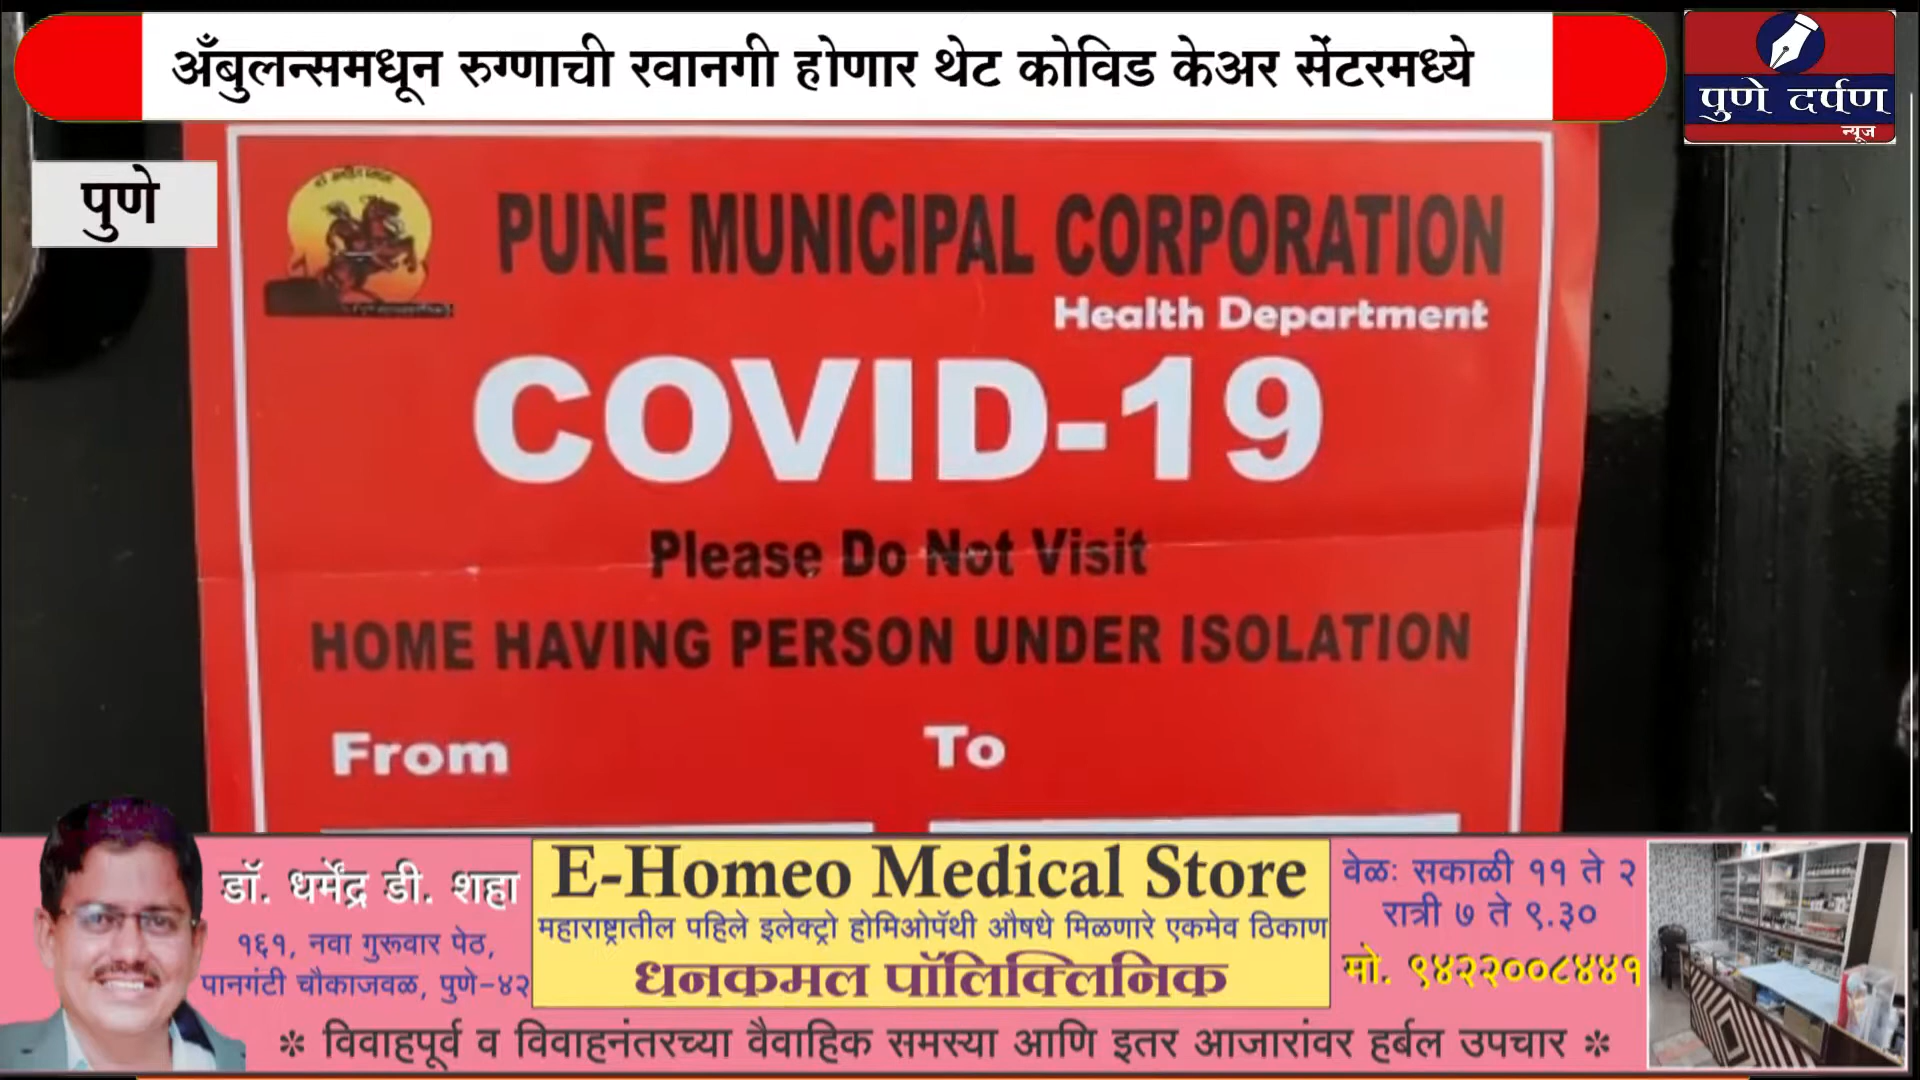 अँबुलन्समधून रुग्णाची रवानगी होणार थेट कोविड केअर सेंटरमध्ये
पुणे दर्पण
न्यूज
पुणे
PUNE MUNICIPAL CORPORATION
Health Department
COVID-19
Please Do Not Visit
HOME HAVING PERSON UNDER ISOLATION
From To
डॉ. धर्मेंद्र डी. शहा
१६१, नवा गुरूवार पेठ,
पानगंटी चौकाजवळ, पुणे-४२
E-Homeo Medical Store
महाराष्ट्रातील पहिले इलेक्ट्रो होमिओपॅथी औषधे मिळणारे एकमेव ठिकाण
धनकमल पॉलिक्लिनिक
वेळः सकाळी ११ ते २
रात्री ७ ते ९.३०
मो. ९४२२००८४४१
* विवाहपूर्व व विवाहनंतरच्या वैवाहिक समस्या आणि इतर आजारांवर हर्बल उपचार *